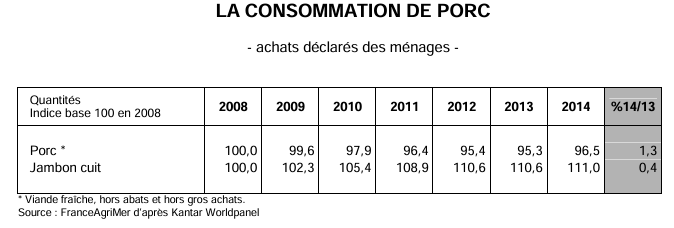 LA CONSOMMATION DE PORC
- achats déclarés des ménages -
Quantités
Indice base 100 en 2008 2008 2009 2010 2011 2012 2013 2014 %14/13
Porc * 100,0 99,6 97,9 96,4 95,4 95,3 96,5 1,3
Jambon cuit 100,0 102,3 105,4 108,9 110,6 110,6 111,0 0,4
* Viande fraîche, hors abats et hors gros achats.
Source : FranceAgriMer d'après Kantar Worldpanel